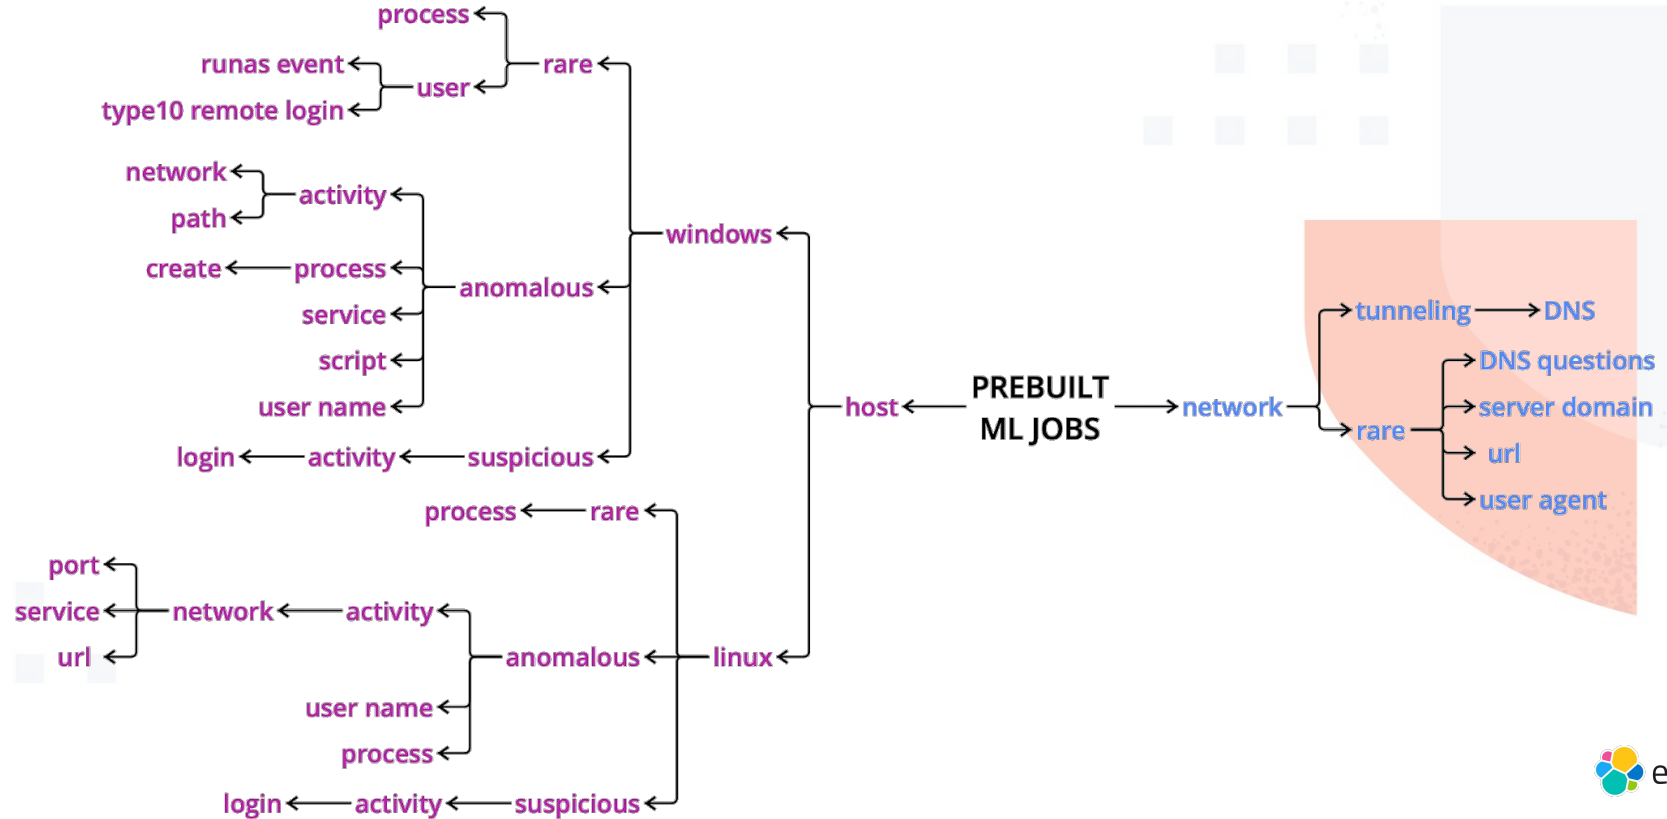 process
rare
runas event
user
type10 remote login
network
activity
path
windows
create
process
anomalous
service
script
user name
login
activity
suspicious
host
PREBUILT
ML JOBS
network
tunneling
DNS
DNS questions
server domain
rare
url
user agent
process
rare
port
service
network
activity
url
anomalous
linux
user name
process
login
activity
suspicious
e